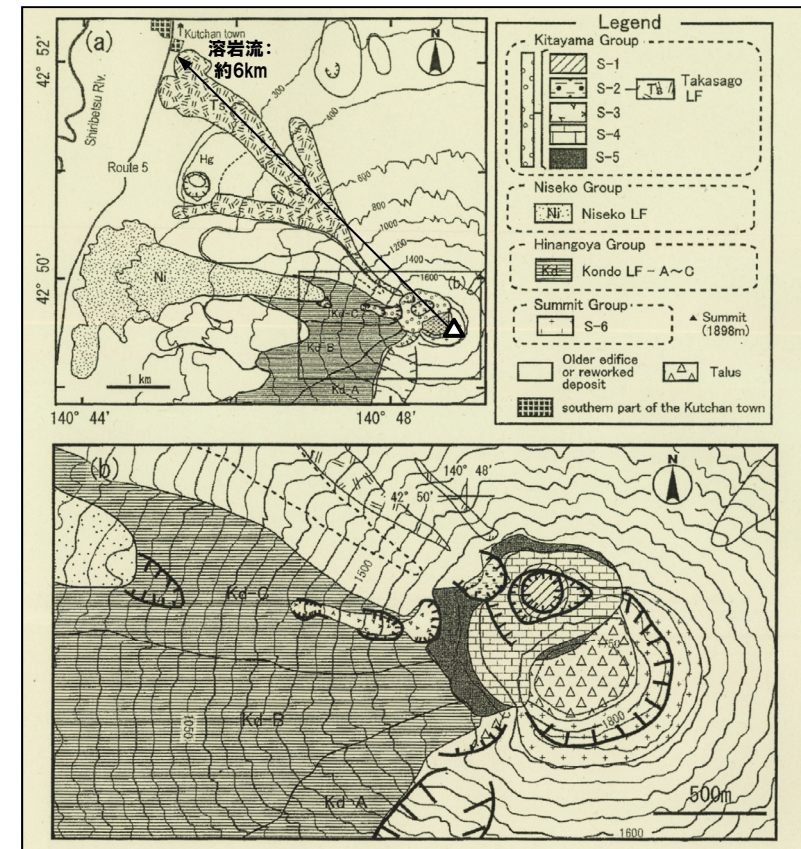 (a)
Kutchan town
溶岩流：
約6km
N
42° 52′
Shiribetsu Riv.
Route 5
Ts
Hg
300
400
600
800
1000
1200
1400
1600
(b)
42° 50′
Ni
Kd-C
Kd-B
Kd-A
1 km
140° 44′
140° 48′
Legend
Kitayama Group
S-1
S-2
Ts
Takasago
LF
S-3
S-4
S-5
Niseko Group
Ni
Niseko LF
Hinangoya Group
Kd
Kondo LF - A～C
Summit Group
S-6
Summit
(1898m)
Older edifice
or reworked
deposit
Talus
southern part of the Kutchan town
(b)
140° 48′
42° 50′
N
1500
Kd-C
Kd-B
1050
Kd-A
1800
500m
1600